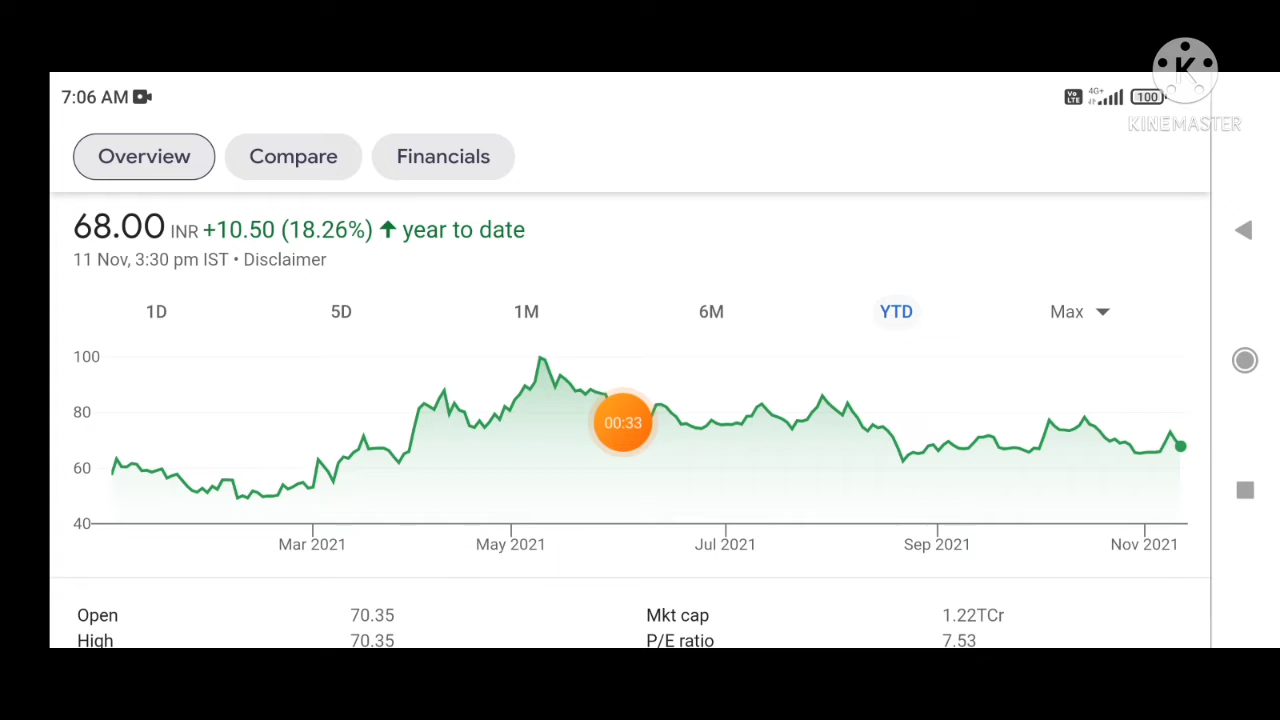 7:06 AM
Vo LTE 4G+ 100
KINEMASTER
Overview Compare Financials
68.00 INR +10.50 (18.26%) ↑ year to date
11 Nov, 3:30 pm IST • Disclaimer
1D 5D 1M 6M YTD Max
100
80
60
40
00:33
Mar 2021 May 2021 Jul 2021 Sep 2021 Nov 2021
Open 70.35 Mkt cap 1.22TCr
High 70.35 P/E ratio 7.53